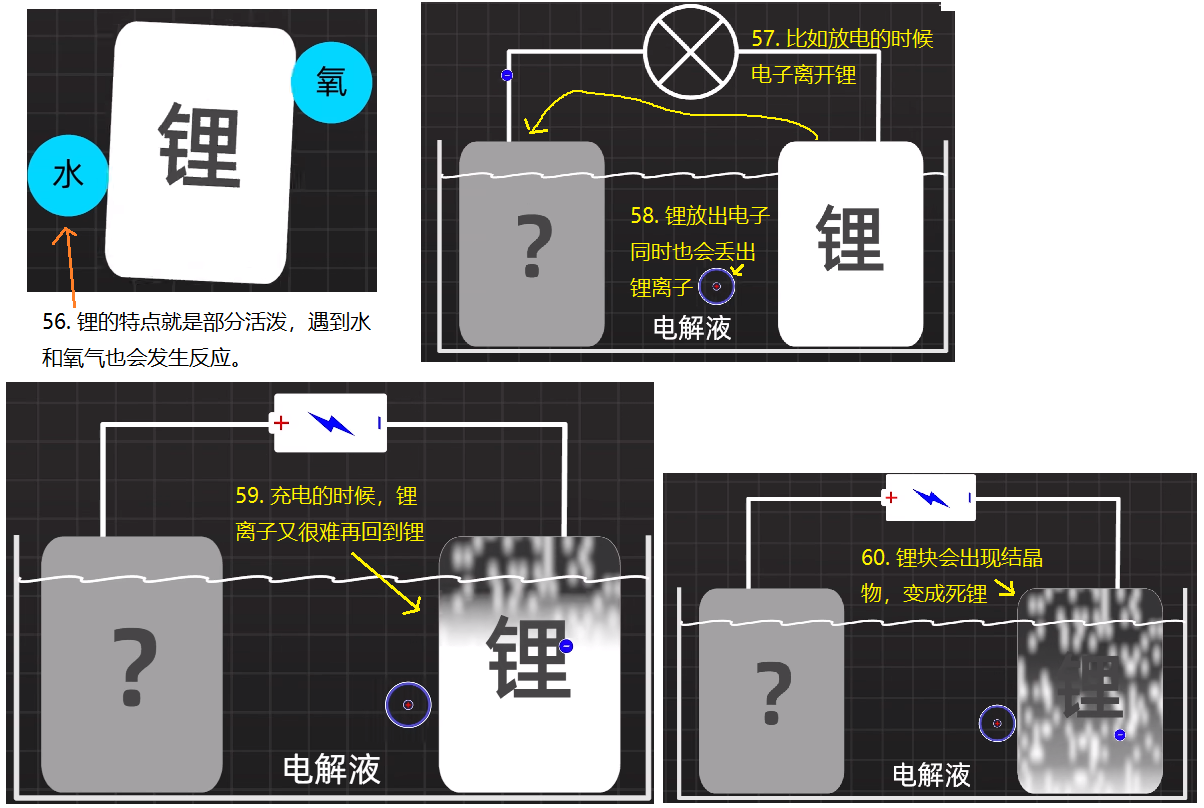 氧
锂
水
56. 锂的特点就是部分活泼，遇到水
和氧气也会发生反应。
57. 比如放电的时候
电子离开锂
58. 锂放出电子
同时也会丢出
锂离子
?
锂
电解液
+
-
59. 充电的时候，锂
离子又很难再回到锂
?
锂
电解液
+
-
60. 锂块会出现结晶
物，变成死锂
?
锂
电解液